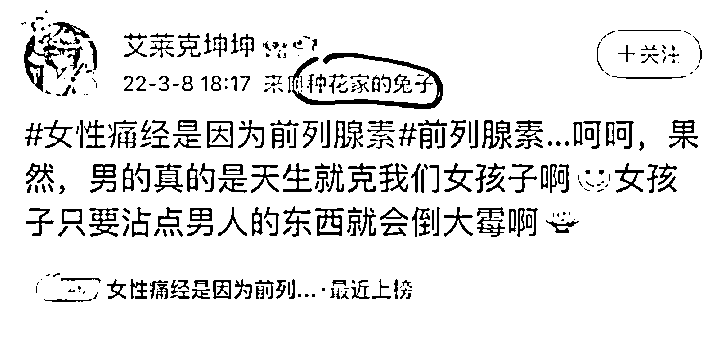 艾莱克坤坤
22-3-8 18:17 来自种花家的兔子
+关注
#女性痛经是因为前列腺素#前列腺素...呵呵，果
然，男的真的是天生就克我们女孩子啊 女孩
子只要沾点男人的东西就会倒大霉啊
女性痛经是因为前列... · 最近上榜